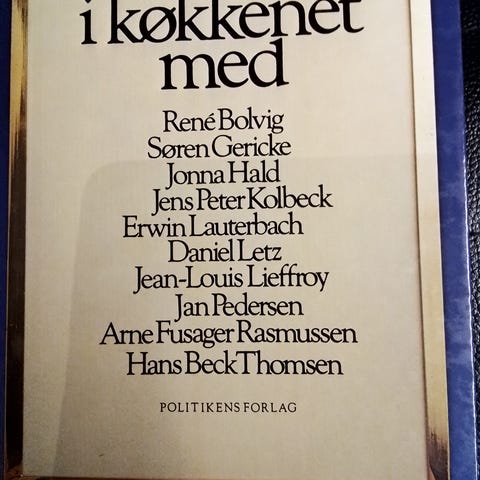 i køkkenet
med
René Bolvig
Søren Gericke
Jonna Hald
Jens Peter Kolbeck
Erwin Lauterbach
Daniel Letz
Jean-Louis Lieffroy
Jan Pedersen
Arne Fusager Rasmussen
Hans Beck Thomsen
POLITIKENS FORLAG